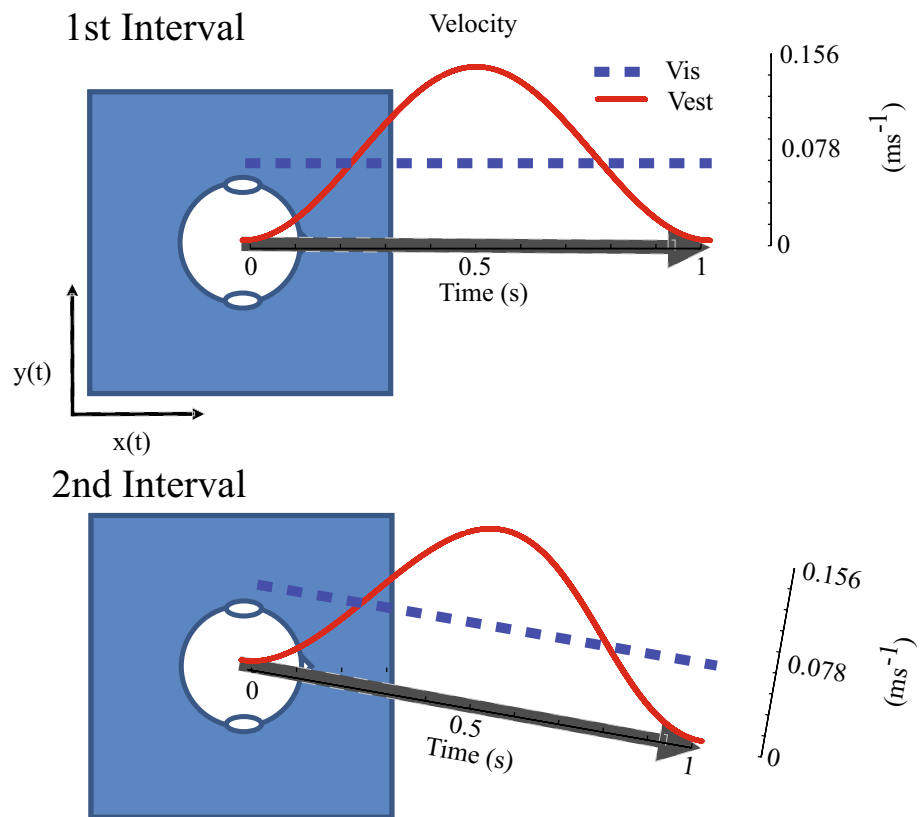 1st Interval
Velocity
Vis
Vest
0.156
0.078
0
(ms-1)
0
0.5
1
Time (s)
y(t)
x(t)
2nd Interval
0.156
0.078
0
(ms-1)
0
0.5
1
Time (s)